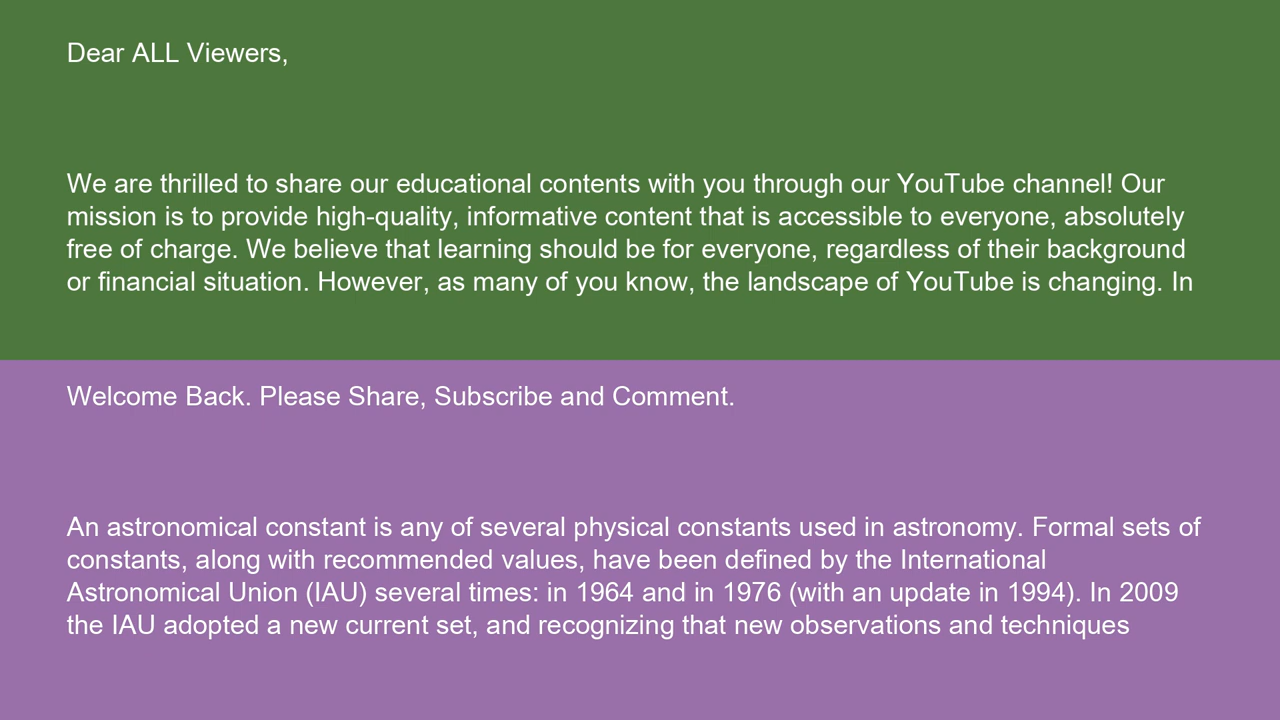 Dear ALL Viewers,
We are thrilled to share our educational contents with you through our YouTube channel! Our
mission is to provide high-quality, informative content that is accessible to everyone, absolutely
free of charge. We believe that learning should be for everyone, regardless of their background
or financial situation. However, as many of you know, the landscape of YouTube is changing. In
Welcome Back. Please Share, Subscribe and Comment.
An astronomical constant is any of several physical constants used in astronomy. Formal sets of
constants, along with recommended values, have been defined by the International
Astronomical Union (IAU) several times: in 1964 and in 1976 (with an update in 1994). In 2009
the IAU adopted a new current set, and recognizing that new observations and techniques